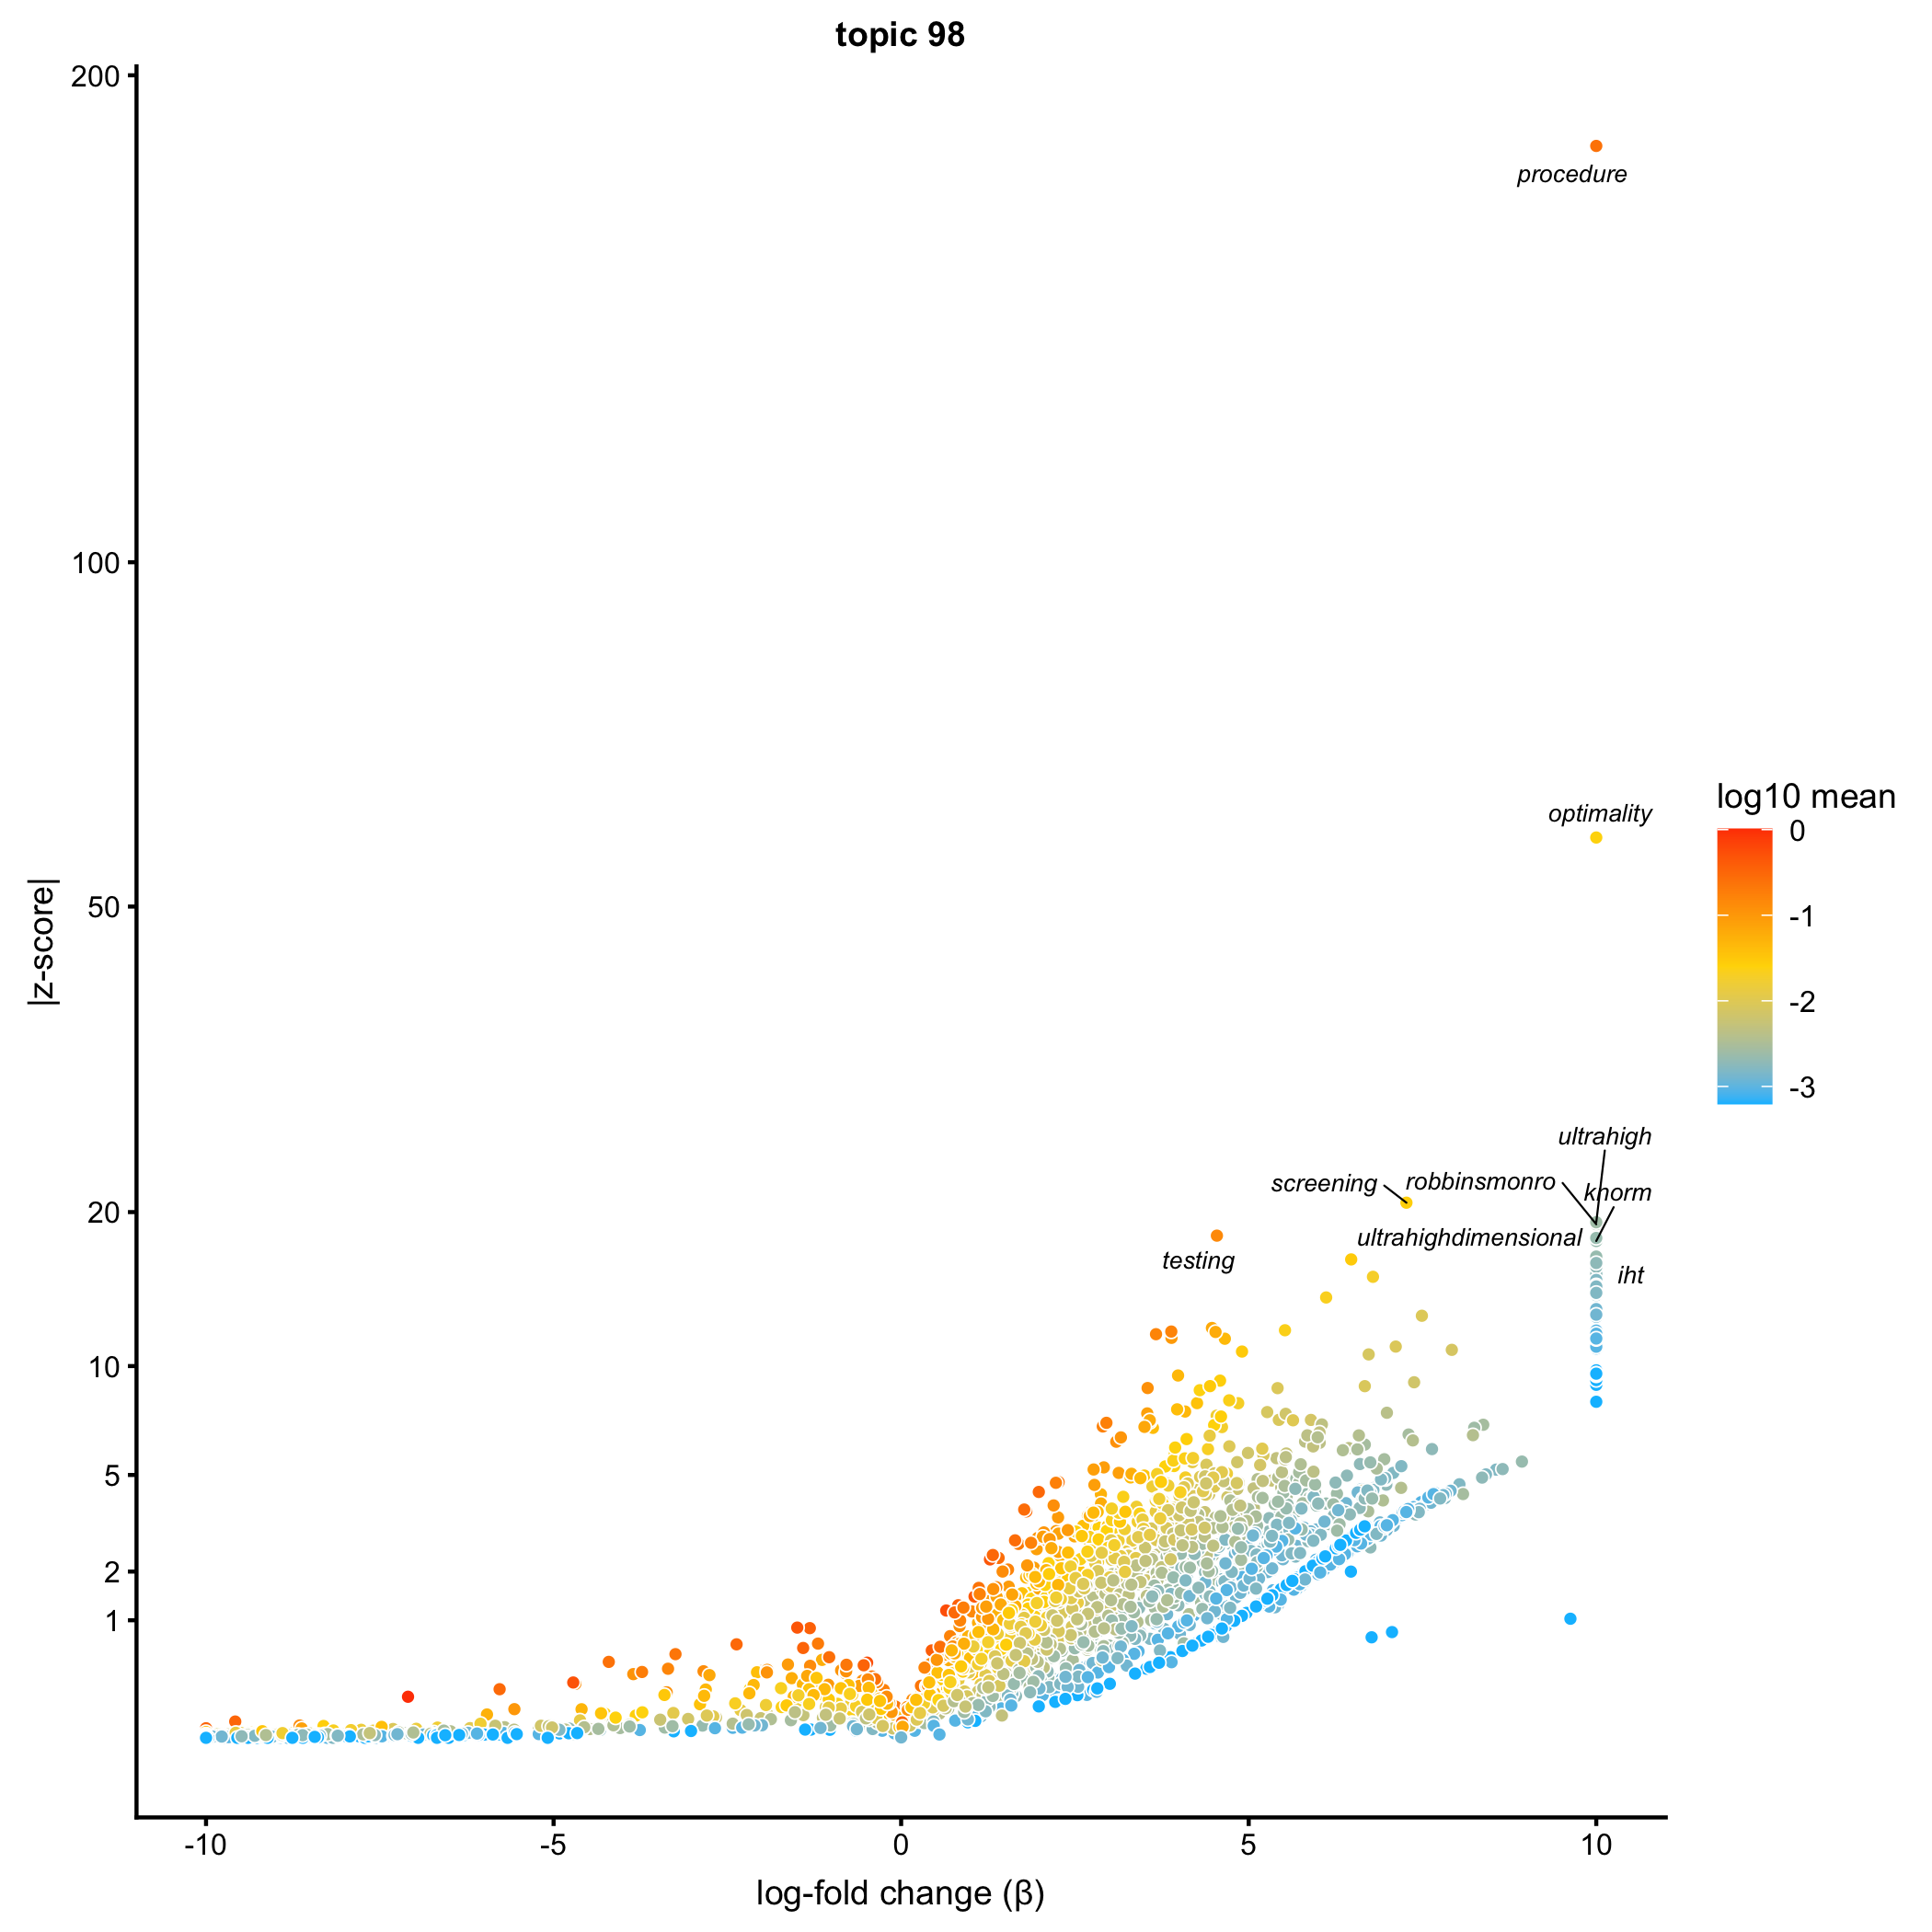 topic 98
200
100
50
20
10
5
2
1
|z-score|
procedure
optimality
ultrahigh
robbinsmonro
knorm
screening
ultrahighdimensional
testing
iht
log10 mean
0
-1
-2
-3
-10
-5
0
5
10
log-fold change (β)